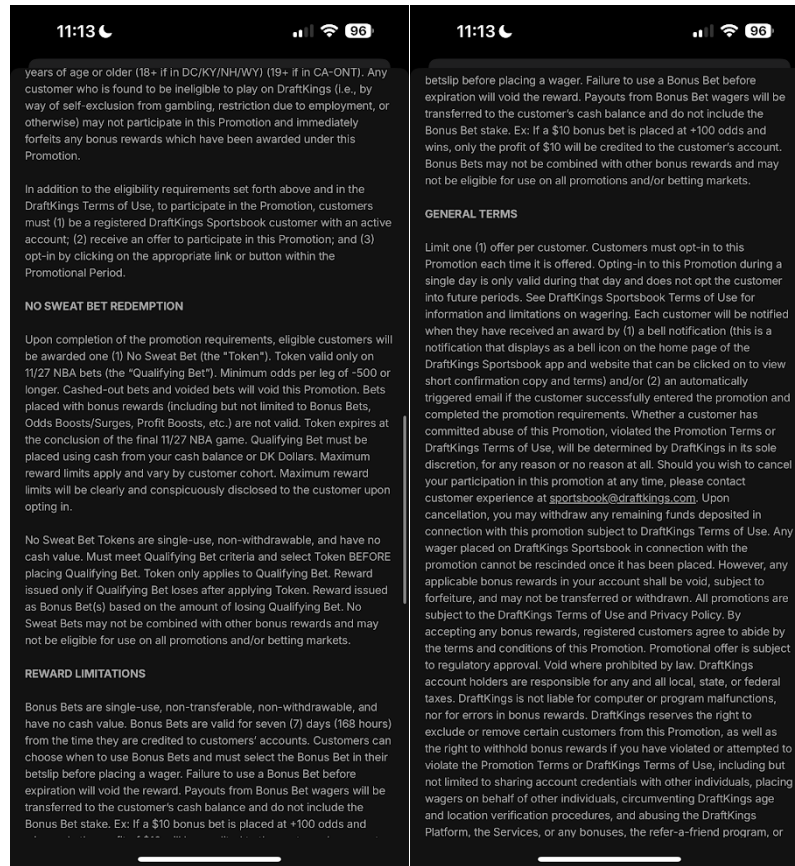 11:13
96
years of age or older (18+ if in DC/KY/NH/WY) (19+ if in CA-ONT). Any
customer who is found to be ineligible to play on DraftKings (i.e., by
way of self-exclusion from gambling, restriction due to employment, or
otherwise) may not participate in this Promotion and immediately
forfeits any bonus rewards which have been awarded under this
Promotion.
In addition to the eligibility requirements set forth above and in the
DraftKings Terms of Use, to participate in the Promotion, customers
must (1) be a registered DraftKings Sportsbook customer with an active
account; (2) receive an offer to participate in this Promotion; and (3)
opt-in by clicking on the appropriate link or button within the
Promotional Period.
NO SWEAT BET REDEMPTION
Upon completion of the promotion requirements, eligible customers will
be awarded one (1) No Sweat Bet (the "Token"). Token valid only on
11/27 NBA bets (the “Qualifying Bet”). Minimum odds per leg of -500 or
longer. Cashed-out bets and voided bets will void this Promotion. Bets
placed with bonus rewards (including but not limited to Bonus Bets,
Odds Boosts/Surges, Profit Boosts, etc.) are not valid. Token expires at
the conclusion of the final 11/27 NBA game. Qualifying Bet must be
placed using cash from your cash balance or DK Dollars. Maximum
reward limits apply and vary by customer cohort. Maximum reward
limits will be clearly and conspicuously disclosed to the customer upon
opting in.
No Sweat Bet Tokens are single-use, non-withdrawable, and have no
cash value. Must meet Qualifying Bet criteria and select Token BEFORE
placing Qualifying Bet. Token only applies to Qualifying Bet. Reward
issued only if Qualifying Bet loses after applying Token. Reward issued
as Bonus Bet(s) based on the amount of losing Qualifying Bet. No
Sweat Bets may not be combined with other bonus rewards and may
not be eligible for use on all promotions and/or betting markets.
REWARD LIMITATIONS
Bonus Bets are single-use, non-transferable, non-withdrawable, and
have no cash value. Bonus Bets are valid for seven (7) days (168 hours)
from the time they are credited to customers’ accounts. Customers can
choose when to use Bonus Bets and must select the Bonus Bet in their
betslip before placing a wager. Failure to use a Bonus Bet before
expiration will void the reward. Payouts from Bonus Bet wagers will be
transferred to the customer’s cash balance and do not include the
Bonus Bet stake. Ex: If a $10 bonus bet is placed at +100 odds and
11:13
96
betslip before placing a wager. Failure to use a Bonus Bet before
expiration will void the reward. Payouts from Bonus Bet wagers will be
transferred to the customer’s cash balance and do not include the
Bonus Bet stake. Ex: If a $10 bonus bet is placed at +100 odds and
wins, only the profit of $10 will be credited to the customer’s account.
Bonus Bets may not be combined with other bonus rewards and may
not be eligible for use on all promotions and/or betting markets.
GENERAL TERMS
Limit one (1) offer per customer. Customers must opt-in to this
Promotion each time it is offered. Opting-in to this Promotion during a
single day is only valid during that day and does not opt the customer
into future periods. See DraftKings Sportsbook Terms of Use for
information and limitations on wagering. Each customer will be notified
when they have received an award by (1) a bell notification (this is a
notification that displays as a bell icon on the home page of the
DraftKings Sportsbook app and website that can be clicked on to view
short confirmation copy and terms) and/or (2) an automatically
triggered email if the customer successfully entered the promotion and
completed the promotion requirements. Whether a customer has
committed abuse of this Promotion, violated the Promotion Terms or
DraftKings Terms of Use, will be determined by DraftKings in its sole
discretion, for any reason or no reason at all. Should you wish to cancel
your participation in this promotion at any time, please contact
customer experience at sportsbook@draftkings.com. Upon
cancellation, you may withdraw any remaining funds deposited in
connection with this promotion subject to DraftKings Terms of Use. Any
wager placed on DraftKings Sportsbook in connection with the
promotion cannot be rescinded once it has been placed. However, any
applicable bonus rewards in your account shall be void, subject to
forfeiture, and may not be transferred or withdrawn. All promotions are
subject to the DraftKings Terms of Use and Privacy Policy. By
accepting any bonus rewards, registered customers agree to abide by
the terms and conditions of this Promotion. Promotional offer is subject
to regulatory approval. Void where prohibited by law. DraftKings
account holders are responsible for any and all local, state, or federal
taxes. DraftKings is not liable for computer or program malfunctions,
nor for errors in bonus rewards. DraftKings reserves the right to
exclude or remove certain customers from this Promotion, as well as
the right to withhold bonus rewards if you have violated or attempted to
violate the Promotion Terms or DraftKings Terms of Use, including but
not limited to sharing account credentials with other individuals, placing
wagers on behalf of other individuals, circumventing DraftKings age
and location verification procedures, and abusing the DraftKings
Platform, the Services, or any bonuses, the refer-a-friend program, or